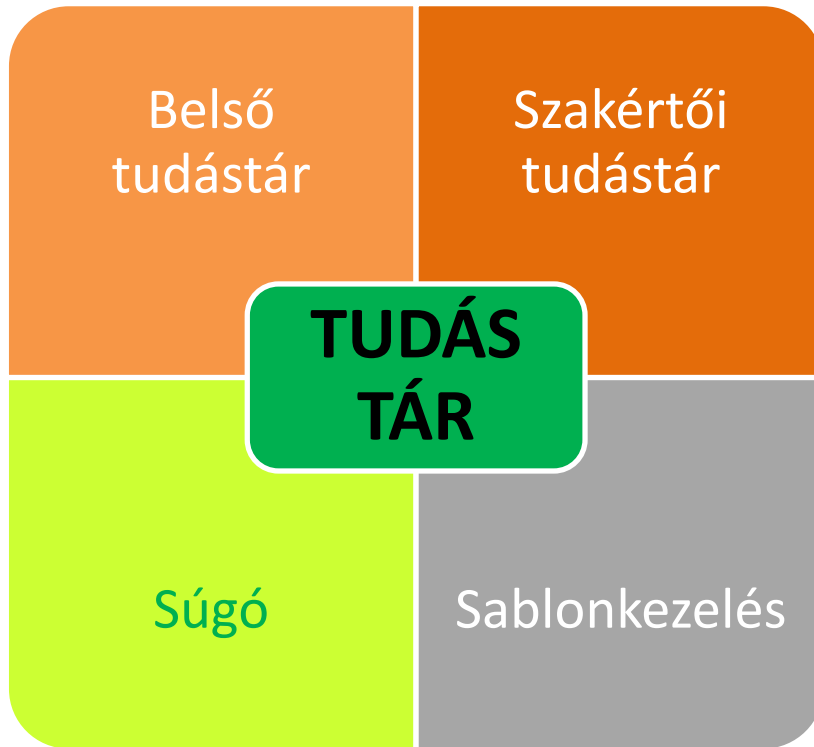 Belső
tudástár
Szakértői
tudástár
TUDÁS
TÁR
Súgó
Sablonkezelés